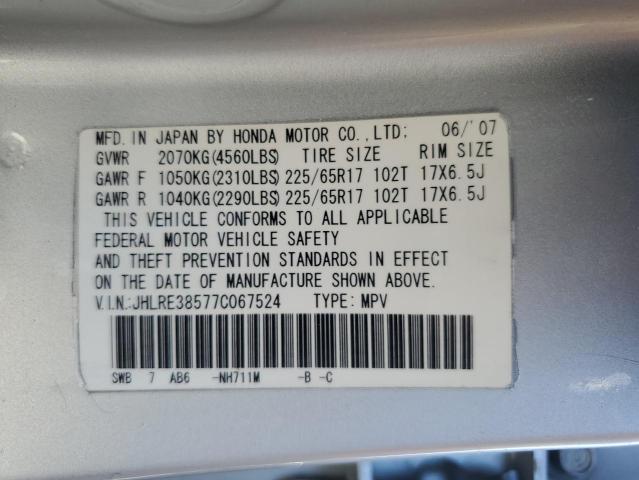 MFD. IN JAPAN BY HONDA MOTOR CO., LTD: 06/'07
GVWR 2070KG(4560LBS) TIRE SIZE RIM SIZE
GAWR F 1050KG(2310LBS) 225/65R17 102T 17X6.5J
GAWR R 1040KG(2290LBS) 225/65R17 102T 17X6.5J
THIS VEHICLE CONFORMS TO ALL APPLICABLE
FEDERAL MOTOR VEHICLE SAFETY
AND THEFT PREVENTION STANDARDS IN EFFECT
ON THE DATE OF MANUFACTURE SHOWN ABOVE.
V.I.N.:JHLRE38577C067524 TYPE: MPV
SWB 7 AB6 -NH711M -B -C